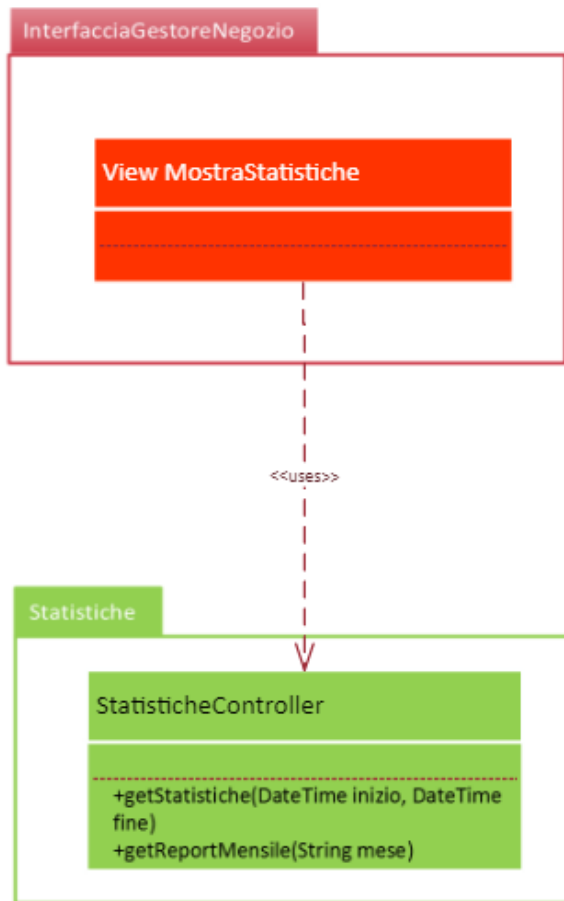 InterfacciaGestoreNegozio
View MostraStatistiche
<<uses>>
Statistiche
StatisticheController
+getStatistiche(DateTime inizio, DateTime
fine)
+getReportMensile(String mese)